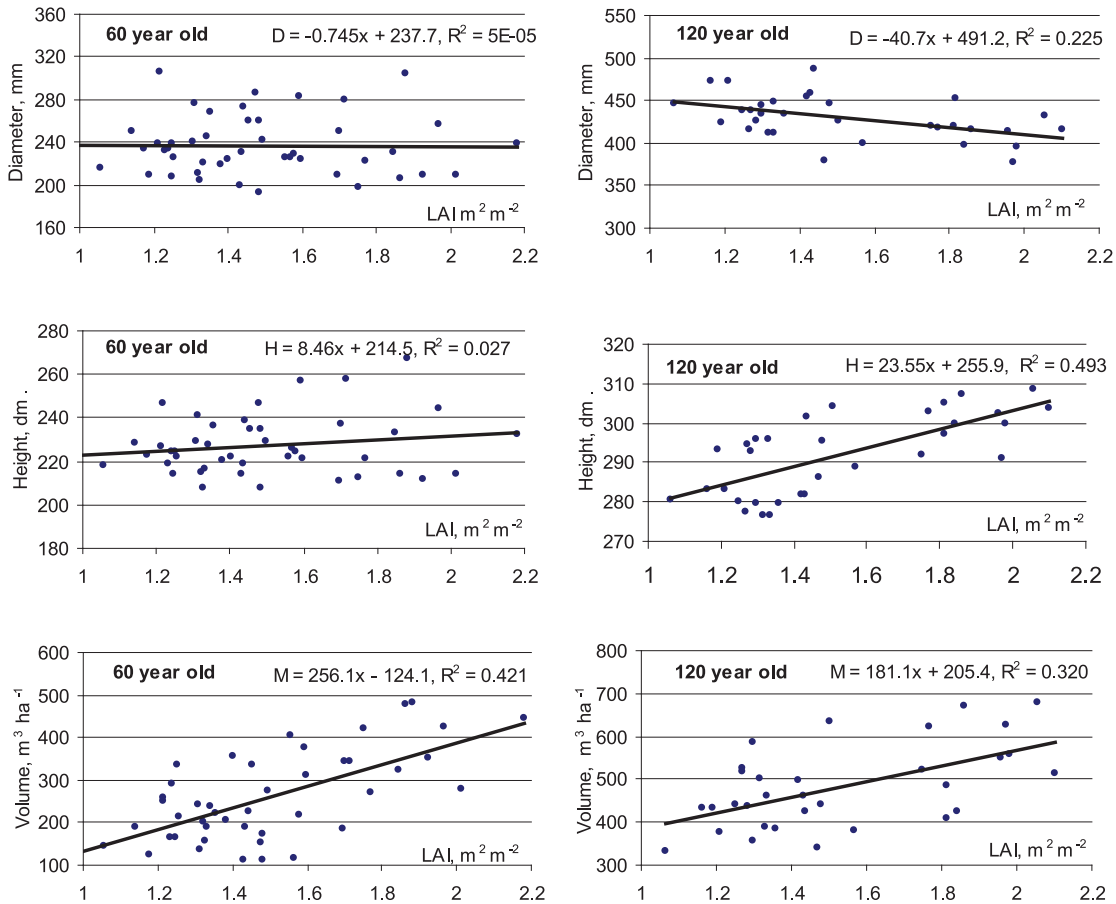 60 year old D = -0.745x + 237.7, R² = 5E-05
Diameter, mm
360
320
280
240
200
160
LAI m² m⁻²
1 1.2 1.4 1.6 1.8 2 2.2
120 year old D = -40.7x + 491.2, R² = 0.225
Diameter, mm
550
500
450
400
350
300
LAI, m² m⁻²
1 1.2 1.4 1.6 1.8 2 2.2
60 year old H = 8.46x + 214.5, R² = 0.027
Height, dm .
280
260
240
220
200
180
LAI, m² m⁻²
1 1.2 1.4 1.6 1.8 2 2.2
120 year old H = 23.55x + 255.9, R² = 0.493
Height, dm .
320
310
300
290
280
270
LAI, m² m⁻²
1 1.2 1.4 1.6 1.8 2 2.2
60 year old M = 256.1x - 124.1, R² = 0.421
Volume, m³ ha⁻¹
600
500
400
300
200
100
LAI, m² m⁻²
1 1.2 1.4 1.6 1.8 2 2.2
120 year old M = 181.1x + 205.4, R² = 0.320
Volume, m³ ha⁻¹
800
700
600
500
400
300
LAI, m² m⁻²
1 1.2 1.4 1.6 1.8 2 2.2